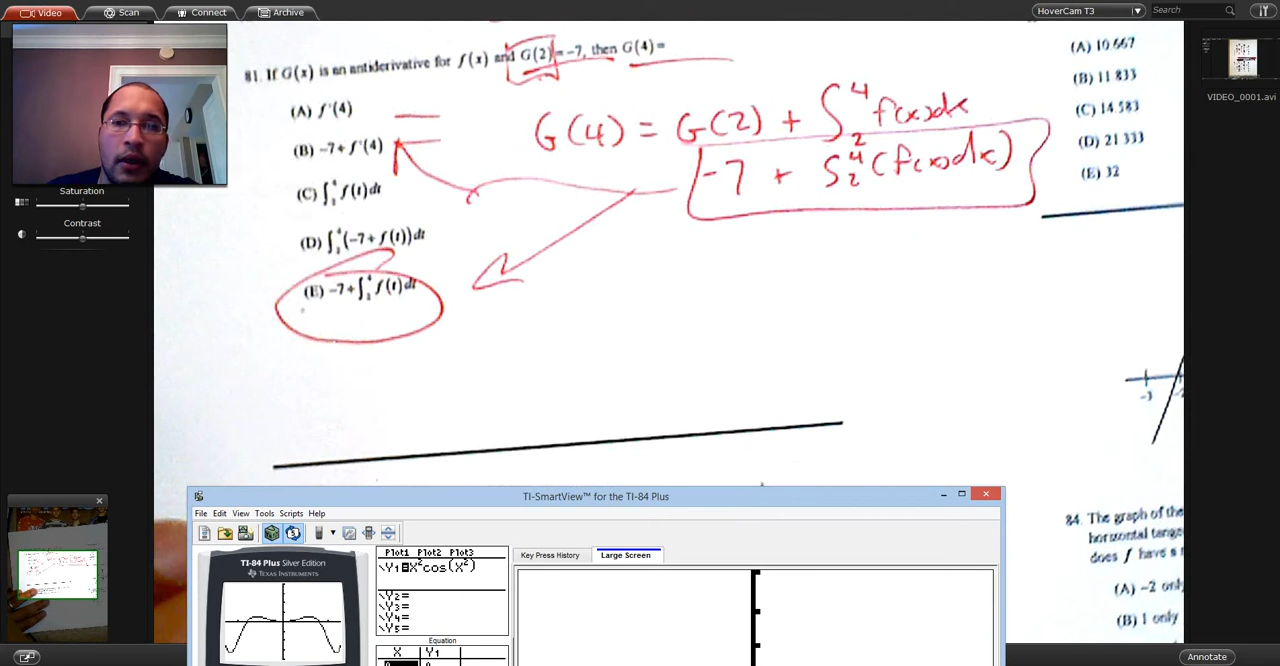 Video
Scan
Connect
Archive
HoverCam T3
Search
81. If G(x) is an antiderivative for f(x) and G(2) = -7, then G(4) =
(A) f'(4)
(B) -7 + f'(4)
(C) ∫₂⁴ f(t) dt
(D) ∫₂⁴ (-7 + f(t)) dt
(E) -7 + ∫₂⁴ f(t) dt
G(4) = G(2) + ∫₂⁴ f(x) dx
-7 + ∫₂⁴ (f(x) dx)
(A) 10 667
(B) 11 833
(C) 14 583
(D) 21 333
(E) 32
VIDEO_0001.avi
Saturation
Contrast
-3
84. The graph of the
horizontal tange
does f have a
(A) -2 only
(B) 1 only
TI-SmartView™ for the TI-84 Plus
File Edit View Tools Scripts Help
Key Press History
Large Screen
TI-84 Plus Silver Edition
TEXAS INSTRUMENTS
Plot1 Plot2 Plot3
\Y1=X²cos(X²)
\Y2=
\Y3=
\Y4=
\Y5=
Equation
X Y1
Annotate